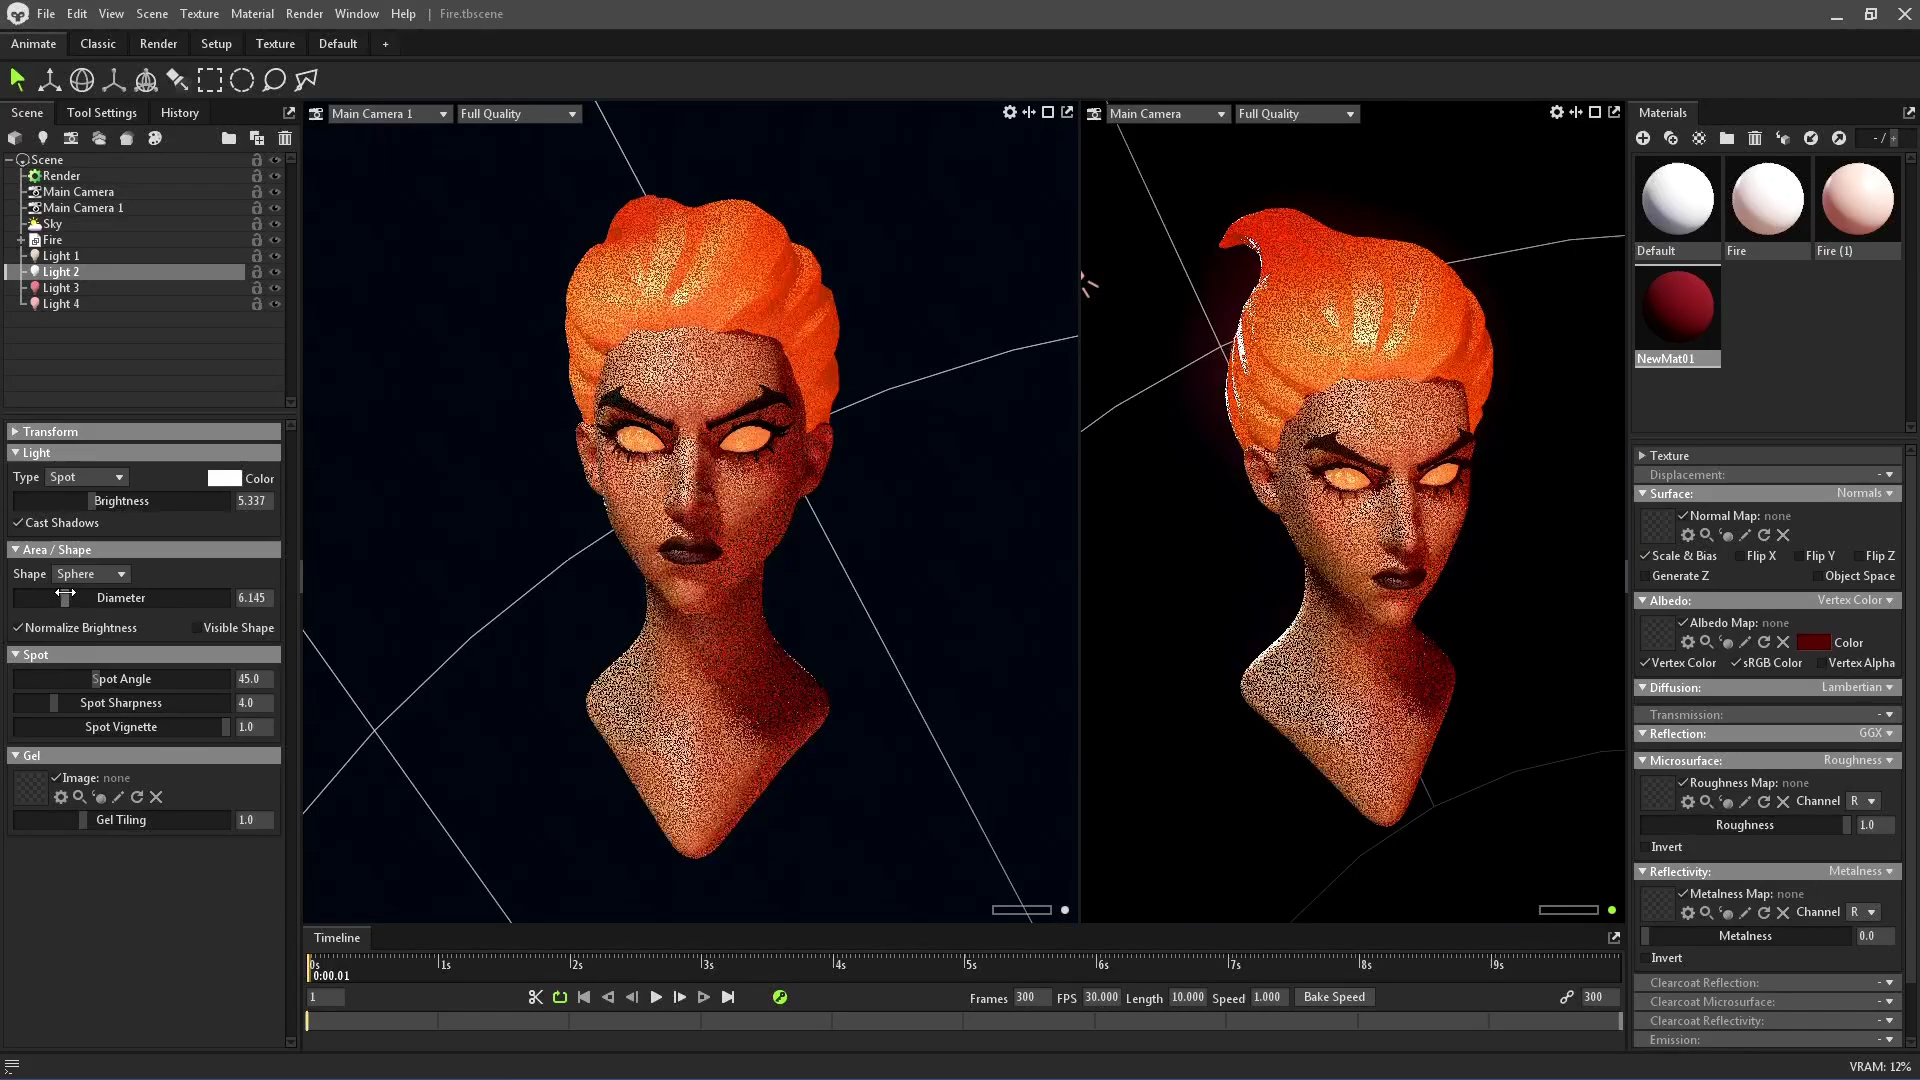 File Edit View Scene Texture Material Render Window Help | Fire.tbscene
Animate Classic Render Setup Texture Default +
Scene Tool Settings History
Scene
Render
Main Camera
Main Camera 1
Sky
Fire
Light 1
Light 2
Light 3
Light 4
Transform
Light
Type Spot Color
Brightness 5.337
Cast Shadows
Area / Shape
Shape Sphere
Diameter 6.145
Normalize Brightness Visible Shape
Spot
Spot Angle 45.0
Spot Sharpness 4.0
Spot Vignette 1.0
Gel
Image: none
Gel Tiling 1.0
Main Camera 1 Full Quality
Main Camera Full Quality
Timeline
0s 1s 2s 3s 4s 5s 6s 7s 8s 9s
0:00.01
1 Frames 300 FPS 30.000 Length 10.000 Speed 1.000 Bake Speed 300
Materials
- / +
Default Fire Fire (1)
NewMat01
Texture
Displacement: -
Surface: Normals
Normal Map: none
Scale & Bias Flip X Flip Y Flip Z
Generate Z Object Space
Albedo: Vertex Color
Albedo Map: none
Color
Vertex Color sRGB Color Vertex Alpha
Diffusion: Lambertian
Transmission: -
Reflection: GGX
Microsurface: Roughness
Roughness Map: none
Channel R
Roughness 1.0
Invert
Reflectivity: Metalness
Metalness Map: none
Channel R
Metalness 0.0
Invert
Clearcoat Reflection: -
Clearcoat Microsurface: -
Clearcoat Reflectivity: -
Emission: -
VRAM: 12%